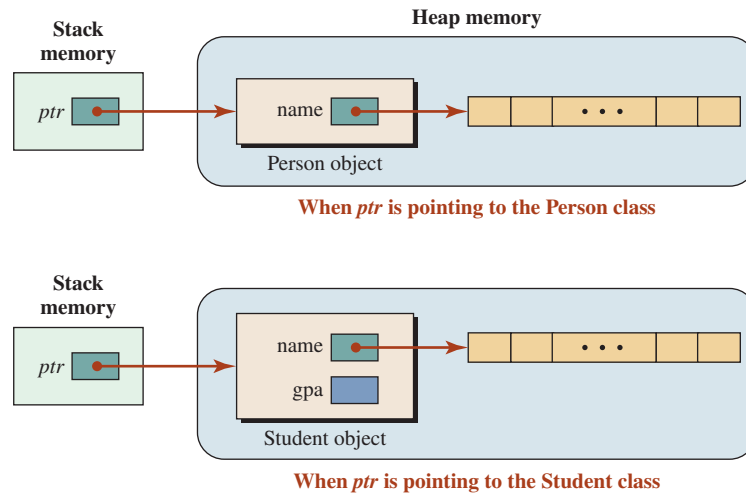 Heap memory
Stack
memory
ptr
name
Person object
When ptr is pointing to the Person class
Stack
memory
ptr
name
gpa
Student object
When ptr is pointing to the Student class